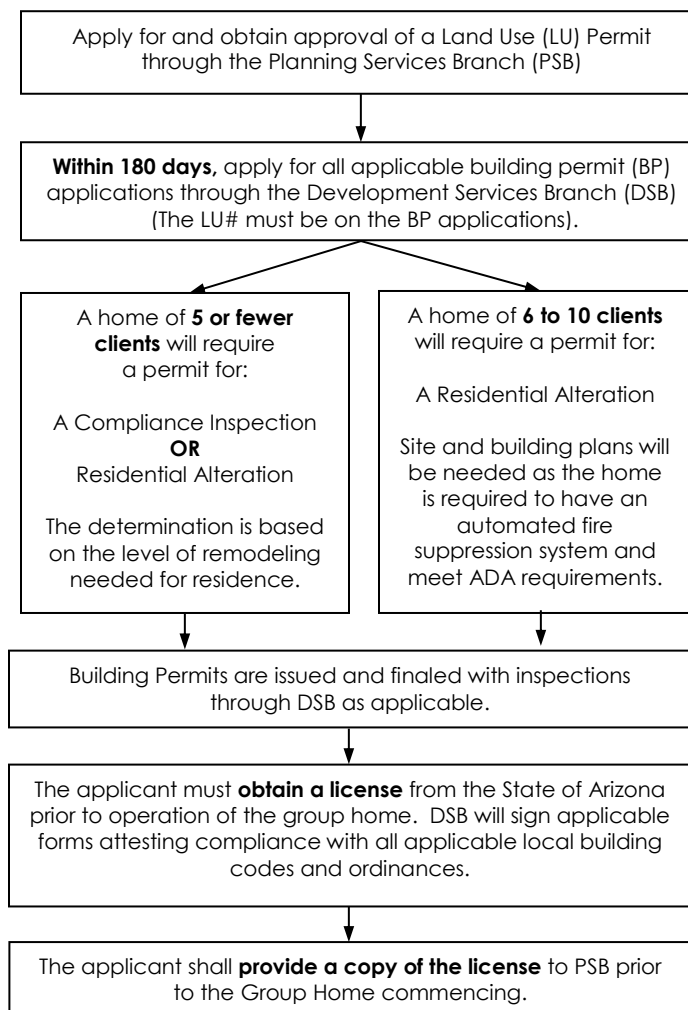 Apply for and obtain approval of a Land Use (LU) Permit
through the Planning Services Branch (PSB)
Within 180 days, apply for all applicable building permit (BP)
applications through the Development Services Branch (DSB)
(The LU# must be on the BP applications).
A home of 5 or fewer
clients will require
a permit for:
A Compliance Inspection
OR
Residential Alteration
The determination is based
on the level of remodeling
needed for residence.
A home of 6 to 10 clients
will require a permit for:
A Residential Alteration
Site and building plans will
be needed as the home
is required to have an
automated fire
suppression system and
meet ADA requirements.
Building Permits are issued and finaled with inspections
through DSB as applicable.
The applicant must obtain a license from the State of Arizona
prior to operation of the group home.  DSB will sign applicable
forms attesting compliance with all applicable local building
codes and ordinances.
The applicant shall provide a copy of the license to PSB prior
to the Group Home commencing.